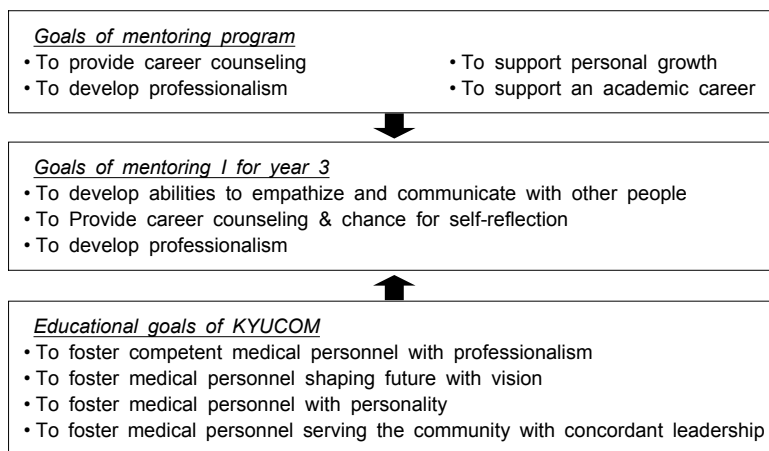 Goals of mentoring program
• To provide career counseling
• To develop professionalism
• To support personal growth
• To support an academic career
Goals of mentoring I for year 3
• To develop abilities to empathize and communicate with other people
• To Provide career counseling & chance for self-reflection
• To develop professionalism
Educational goals of KYUCOM
• To foster competent medical personnel with professionalism
• To foster medical personnel shaping future with vision
• To foster medical personnel with personality
• To foster medical personnel serving the community with concordant leadership